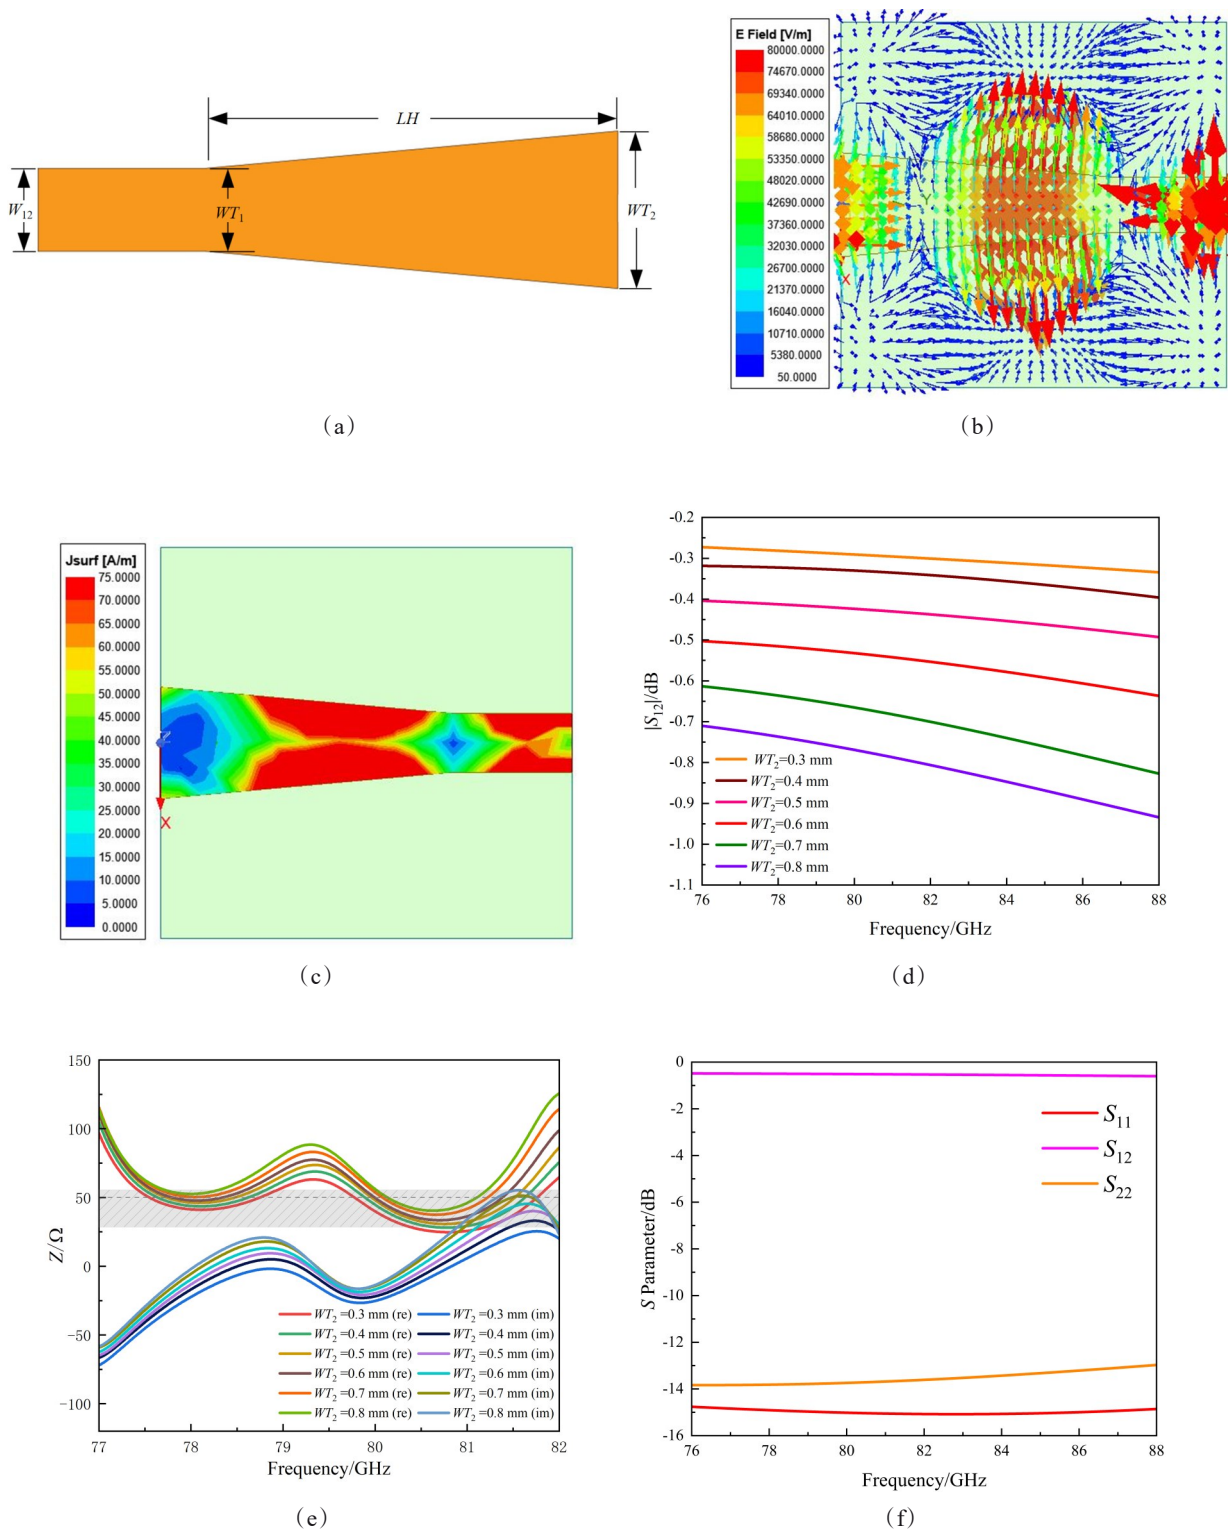 LH
W12
WT1
WT2
(a)
E Field [V/m]
80000.0000
74670.0000
69340.0000
64010.0000
58680.0000
53350.0000
48020.0000
42690.0000
37360.0000
32030.0000
26700.0000
21370.0000
16040.0000
10710.0000
5380.0000
50.0000
Y
X
(b)
Jsurf [A/m]
75.0000
70.0000
65.0000
60.0000
55.0000
50.0000
45.0000
40.0000
35.0000
30.0000
25.0000
20.0000
15.0000
10.0000
5.0000
0.0000
Z
X
(c)
-0.2
-0.3
-0.4
-0.5
-0.6
-0.7
-0.8
-0.9
-1.0
-1.1
|S12|/dB
WT2=0.3 mm
WT2=0.4 mm
WT2=0.5 mm
WT2=0.6 mm
WT2=0.7 mm
WT2=0.8 mm
76 78 80 82 84 86 88
Frequency/GHz
(d)
150
100
50
0
−50
−100
Z/Ω
WT2=0.3 mm (re) WT2=0.3 mm (im)
WT2=0.4 mm (re) WT2=0.4 mm (im)
WT2=0.5 mm (re) WT2=0.5 mm (im)
WT2=0.6 mm (re) WT2=0.6 mm (im)
WT2=0.7 mm (re) WT2=0.7 mm (im)
WT2=0.8 mm (re) WT2=0.8 mm (im)
77 78 79 80 81 82
Frequency/GHz
(e)
0
-2
-4
-6
-8
-10
-12
-14
-16
S Parameter/dB
S11
S12
S22
76 78 80 82 84 86 88
Frequency/GHz
(f)